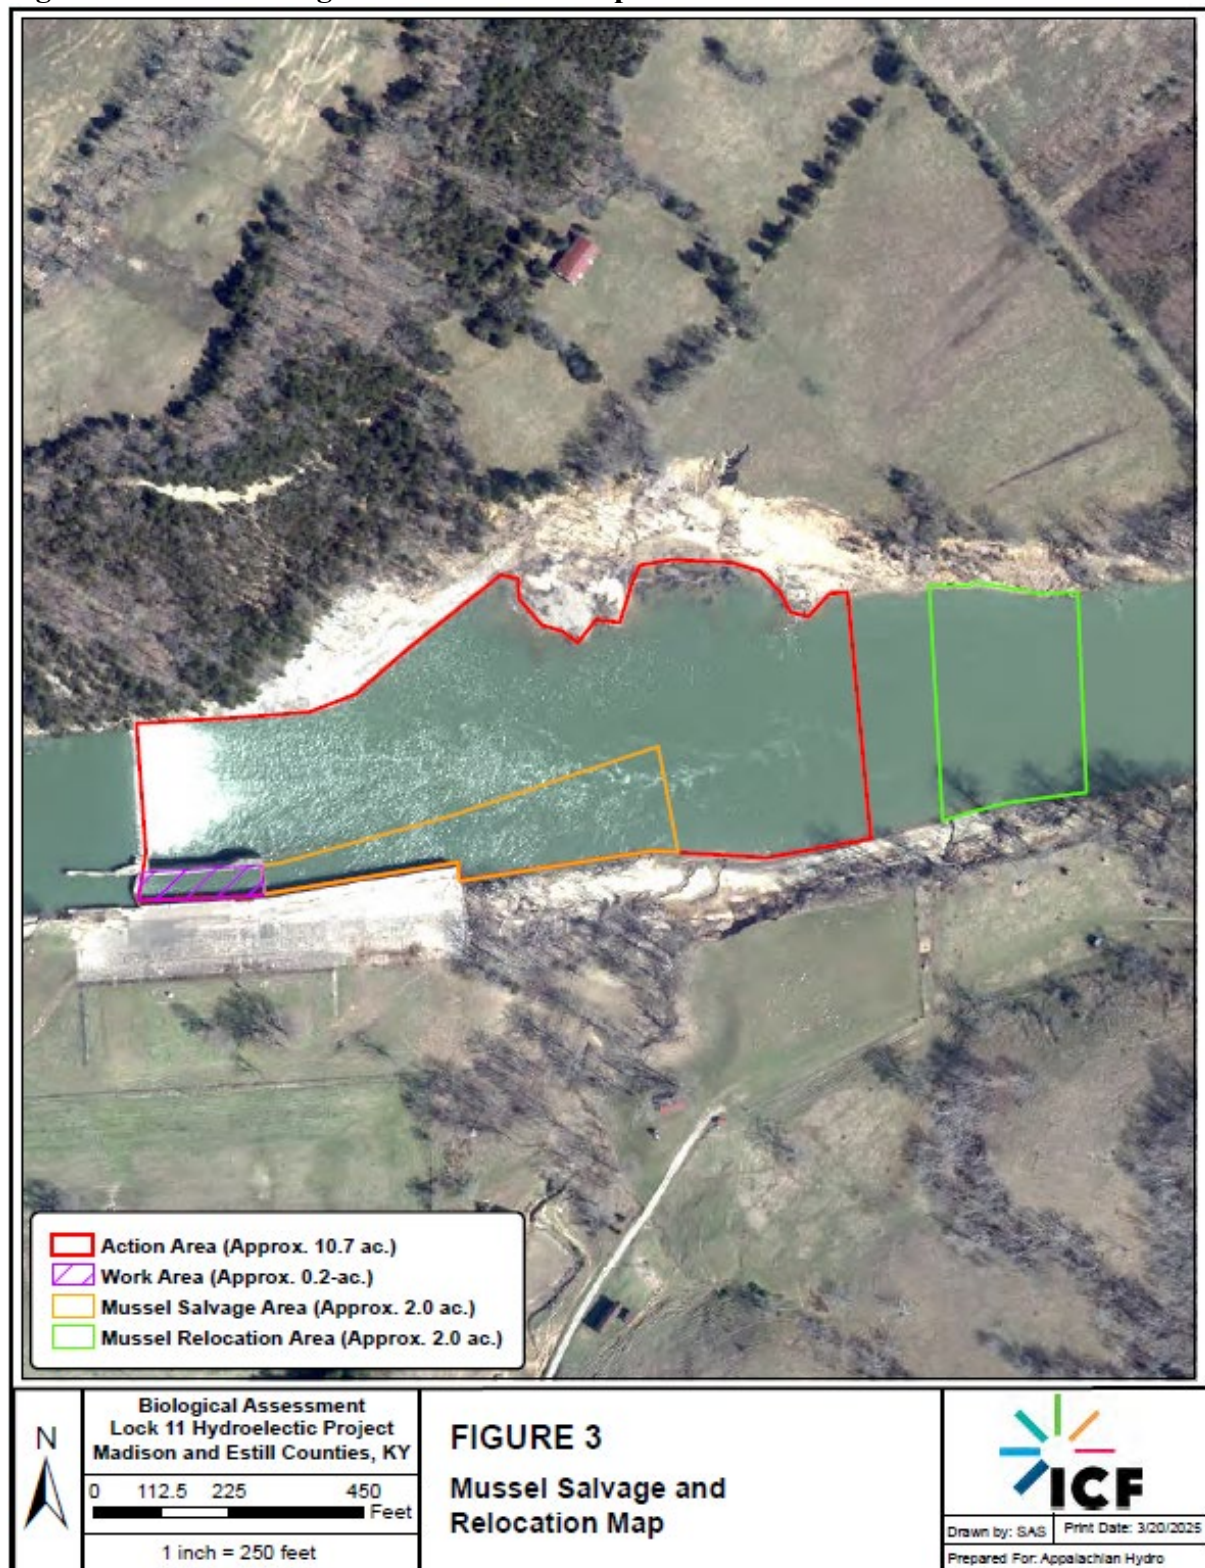 Action Area (Approx. 10.7 ac.)
Work Area (Approx. 0.2-ac.)
Mussel Salvage Area (Approx. 2.0 ac.)
Mussel Relocation Area (Approx. 2.0 ac.)
N
Biological Assessment
Lock 11 Hydroelectic Project
Madison and Estill Counties, KY
0 112.5 225 450
Feet
1 inch = 250 feet
FIGURE 3
Mussel Salvage and
Relocation Map
ICF
Drawn by: SAS Print Date: 3/20/2025
Prepared For: Appalachian Hydro